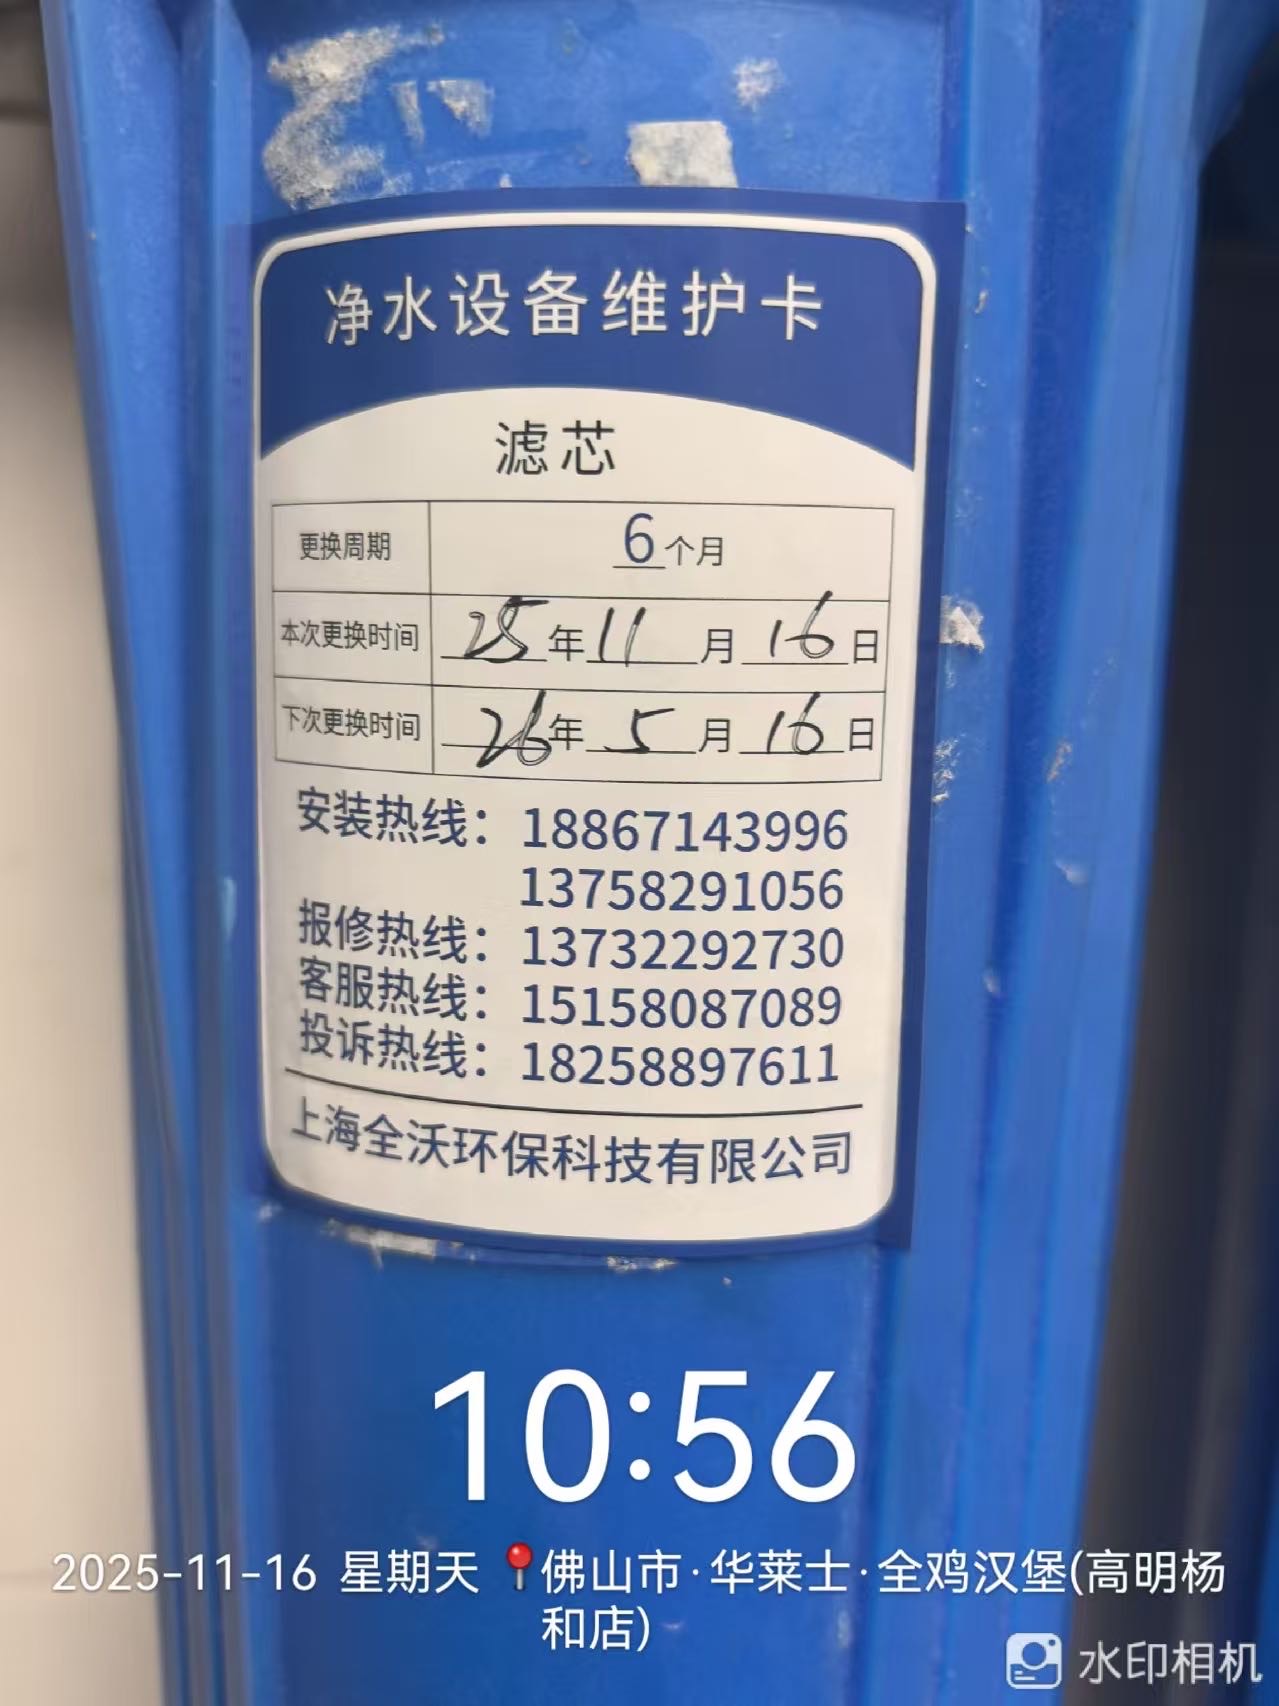 净水设备维护卡
滤芯
更换周期 6个月
本次更换时间 25年11月16日
下次更换时间 26年5月16日
安装热线：18867143996
13758291056
报修热线：13732292730
客服热线：15158087089
投诉热线：18258897611
上海全沃环保科技有限公司
10:56
2025-11-16 星期天 📍佛山市·华莱士·全鸡汉堡(高明杨
和店)
水印相机